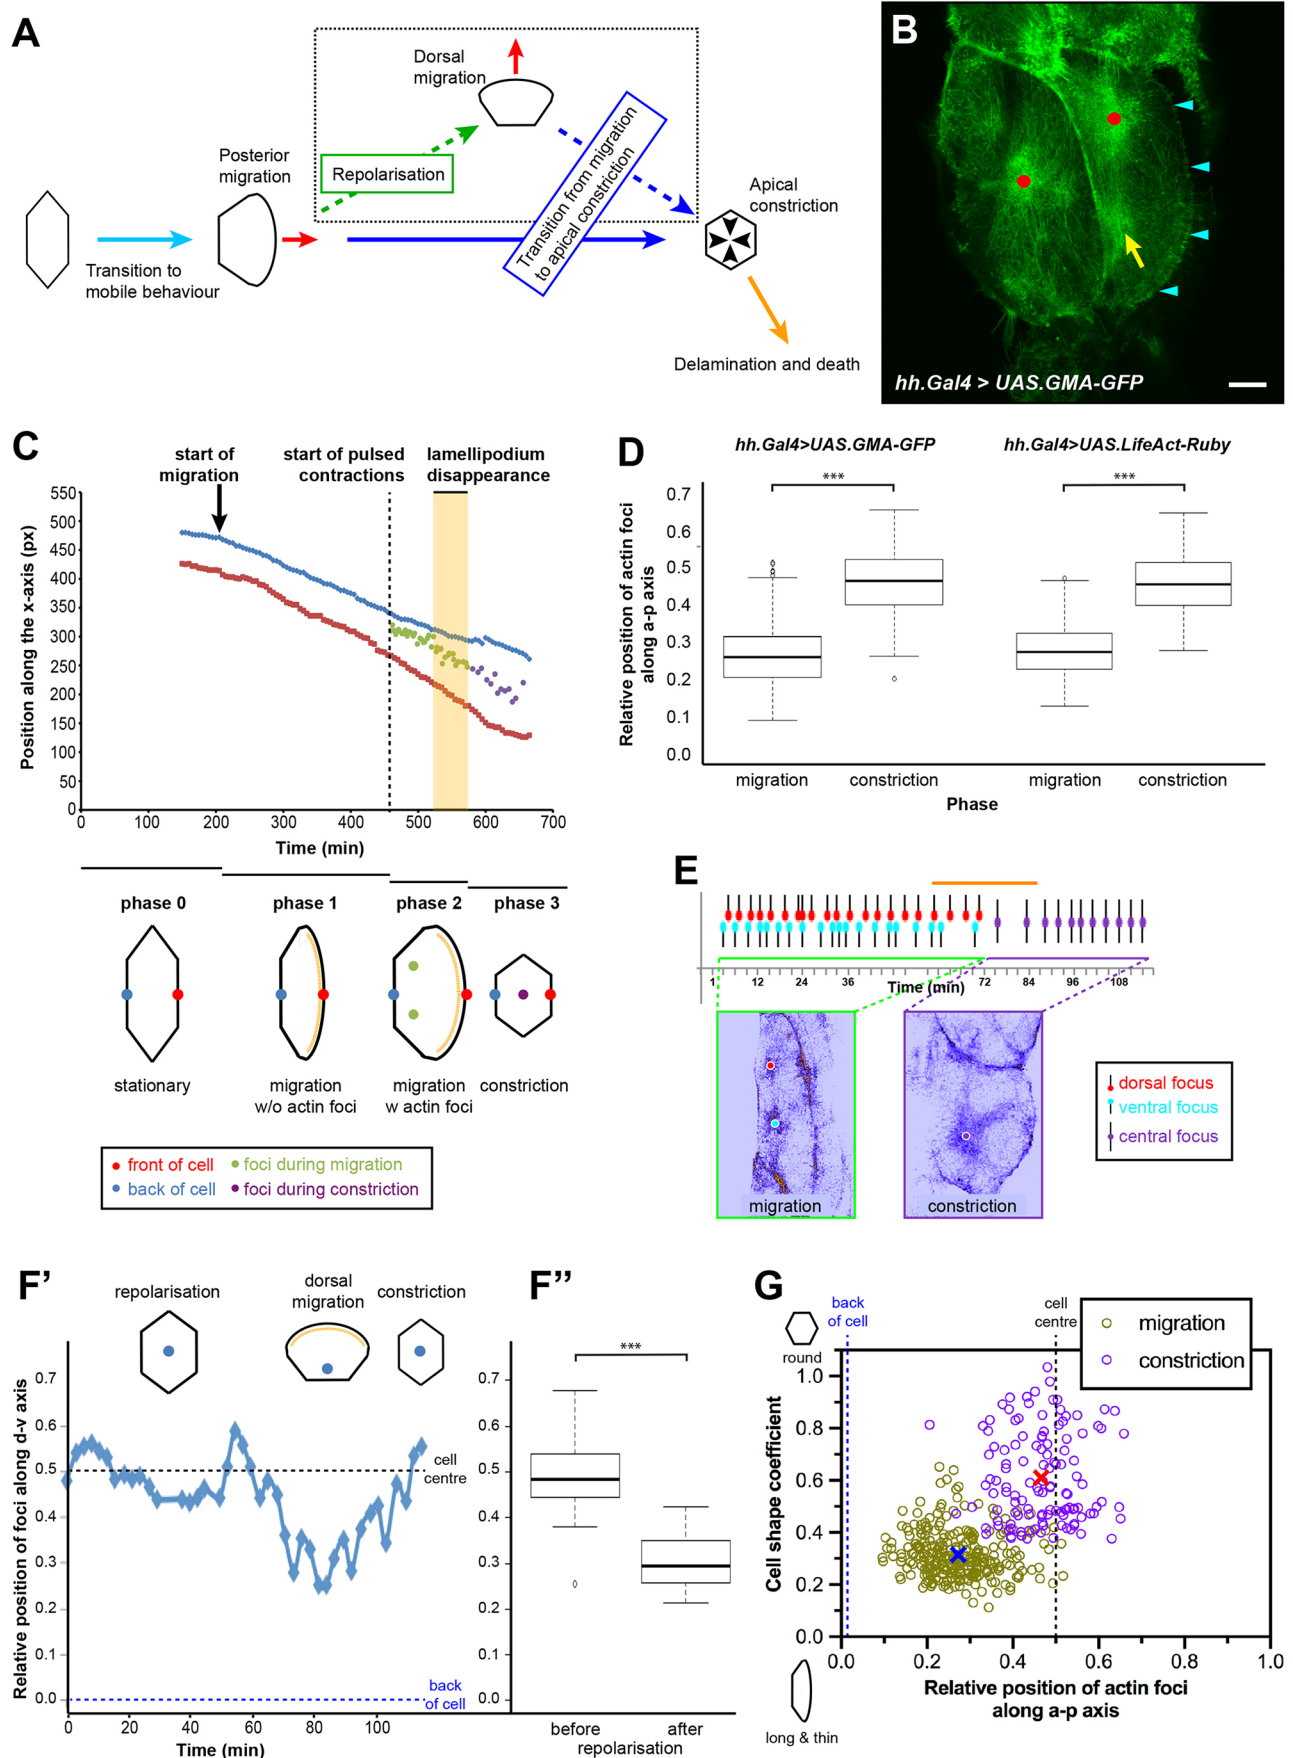 A
Dorsal
migration
Repolarisation
Posterior
migration
Transition to
mobile behaviour
Transition from migration
to apical constriction
Apical
constriction
Delamination and death
B
hh.Gal4 > UAS.GMA-GFP
C
start of
migration
start of pulsed
contractions
lamellipodium
disappearance
Position along the x-axis (px)
550
500
450
400
350
300
250
200
150
100
50
0
0 100 200 300 400 500 600 700
Time (min)
phase 0 phase 1 phase 2 phase 3
stationary
migration
w/o actin foci
migration
w actin foci
constriction
front of cell
foci during migration
back of cell
foci during constriction
D
hh.Gal4>UAS.GMA-GFP
hh.Gal4>UAS.LifeAct-Ruby
*** ***
Relative position of actin foci
along a-p axis
0.7
0.6
0.5
0.4
0.3
0.2
0.1
0.0
migration constriction migration constriction
Phase
E
1 12 24 36 72 84 96 108
Time (min)
migration
constriction
dorsal focus
ventral focus
central focus
F’
repolarisation
dorsal
migration
constriction
Relative position of foci along d-v axis
0.7
0.6
0.5
0.4
0.3
0.2
0.1
0.0
cell
centre
back
of cell
0 20 40 60 80 100
Time (min)
F’’
***
0.7
0.6
0.5
0.4
0.3
0.2
0.1
0.0
before after
repolarisation
G
round
back
of cell
cell
centre
migration
constriction
Cell shape coefficient
1.0
0.8
0.6
0.4
0.2
0.0
0.0 0.2 0.4 0.6 0.8 1.0
Relative position of actin foci
along a-p axis
long & thin